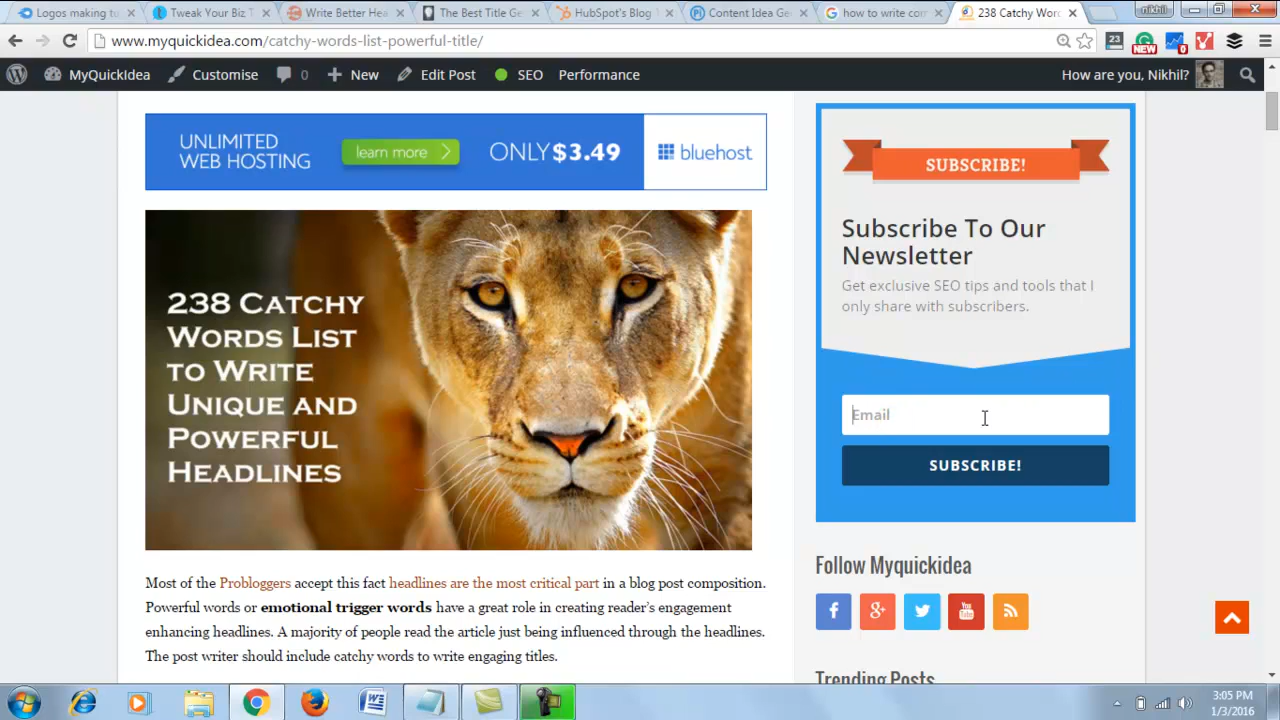 Logos making tu
Tweak Your Biz T
Write Better Hea
The Best Title Ge
HubSpot's Blog T
Content Idea Ge
how to write con
238 Catchy Word
nikhil
www.myquickidea.com/catchy-words-list-powerful-title/
23
NEW
0
MyQuickIdea
Customise
0
New
Edit Post
SEO
Performance
How are you, Nikhil?
UNLIMITED
WEB HOSTING
learn more
ONLY $3.49
bluehost
238 Catchy
Words List
to Write
Unique and
Powerful
Headlines
Most of the Probloggers accept this fact headlines are the most critical part in a blog post composition.
Powerful words or emotional trigger words have a great role in creating reader's engagement
enhancing headlines. A majority of people read the article just being influenced through the headlines.
The post writer should include catchy words to write engaging titles.
SUBSCRIBE!
Subscribe To Our
Newsletter
Get exclusive SEO tips and tools that I
only share with subscribers.
Email
SUBSCRIBE!
Follow Myquickidea
Trending Posts
3:05 PM
1/3/2016